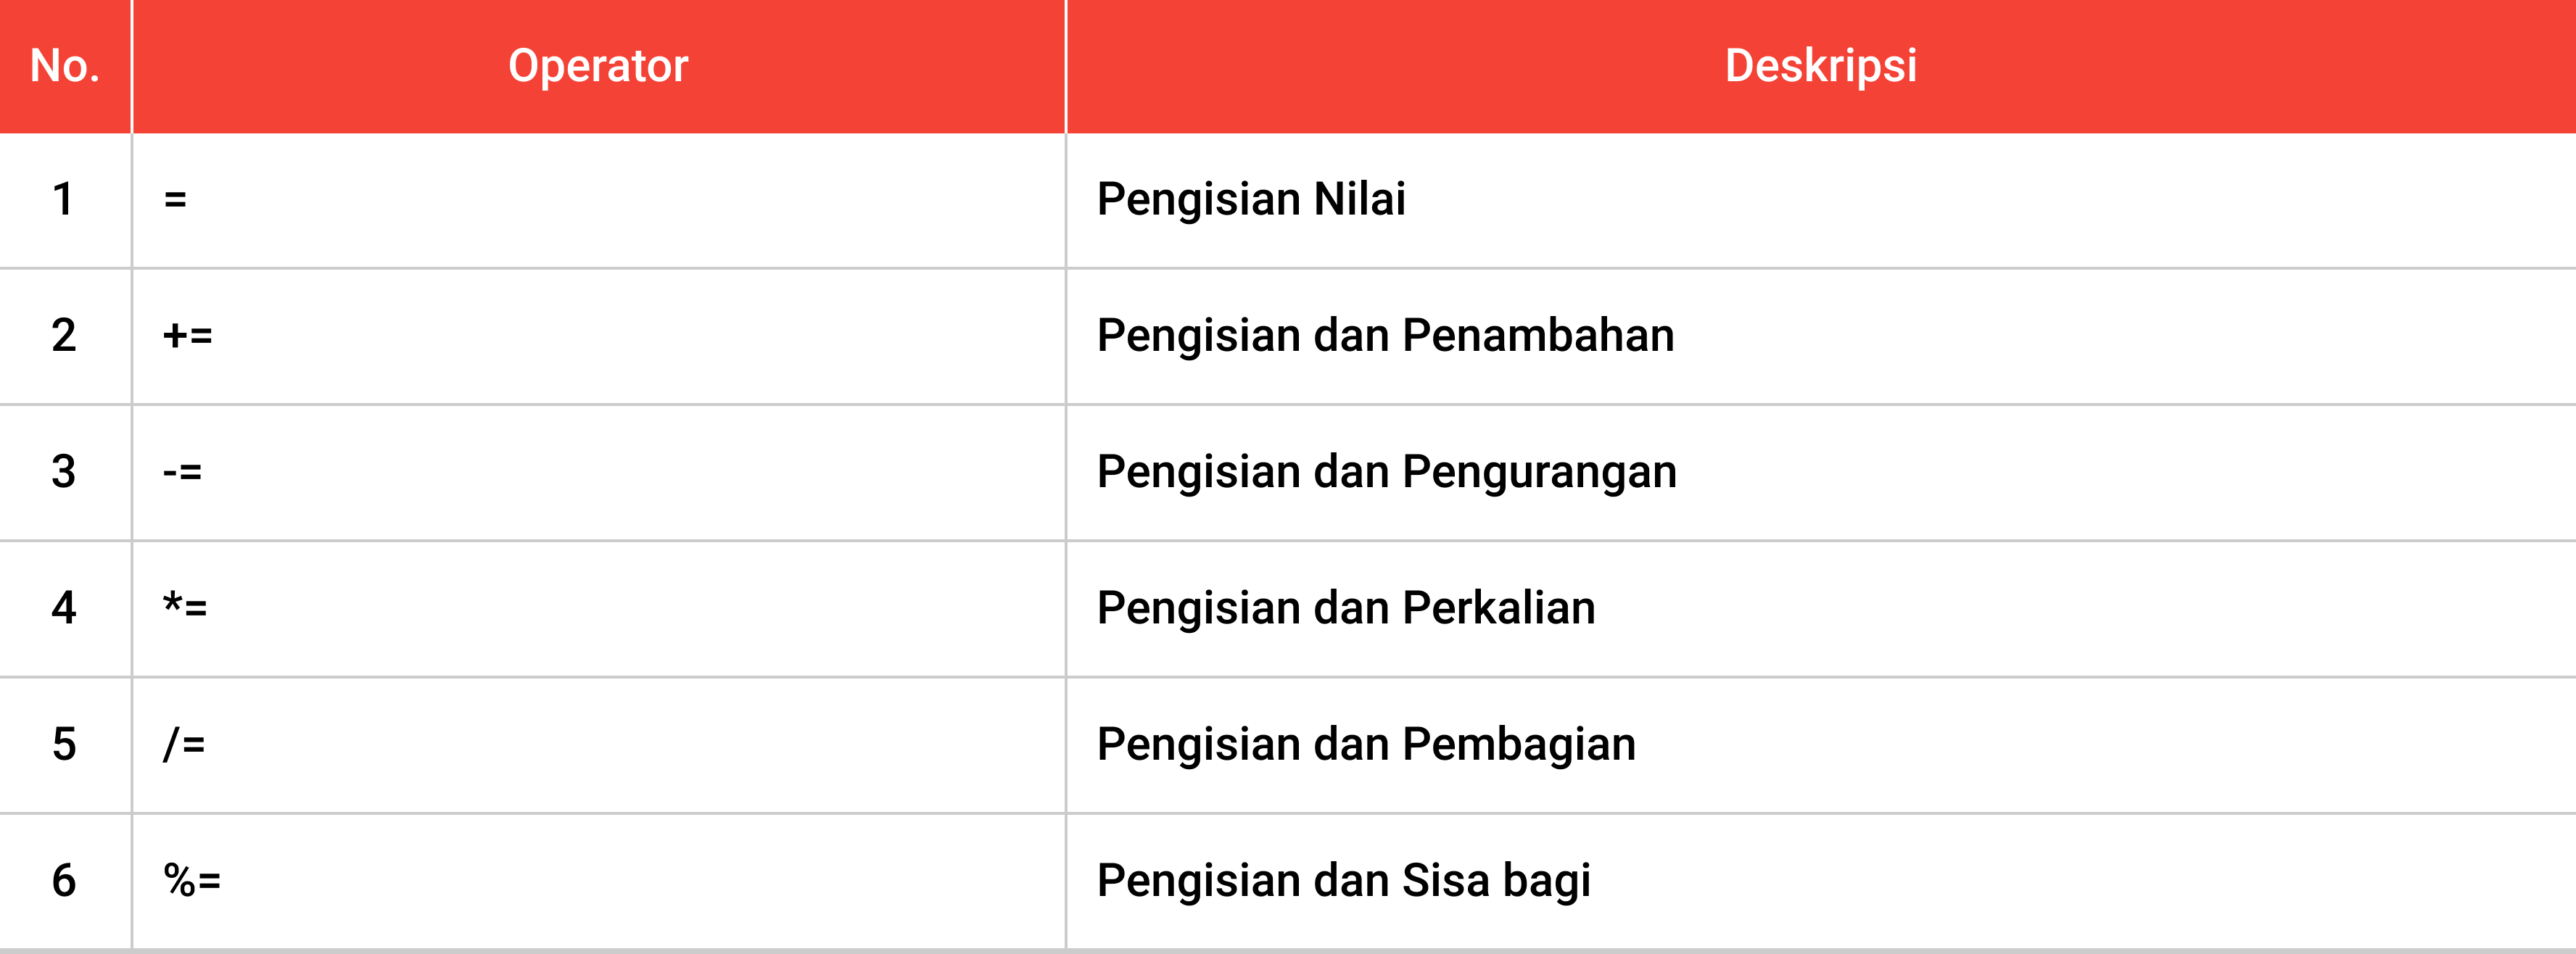 No. Operator Deskripsi
1 = Pengisian Nilai
2 += Pengisian dan Penambahan
3 -= Pengisian dan Pengurangan
4 *= Pengisian dan Perkalian
5 /= Pengisian dan Pembagian
6 %= Pengisian dan Sisa bagi